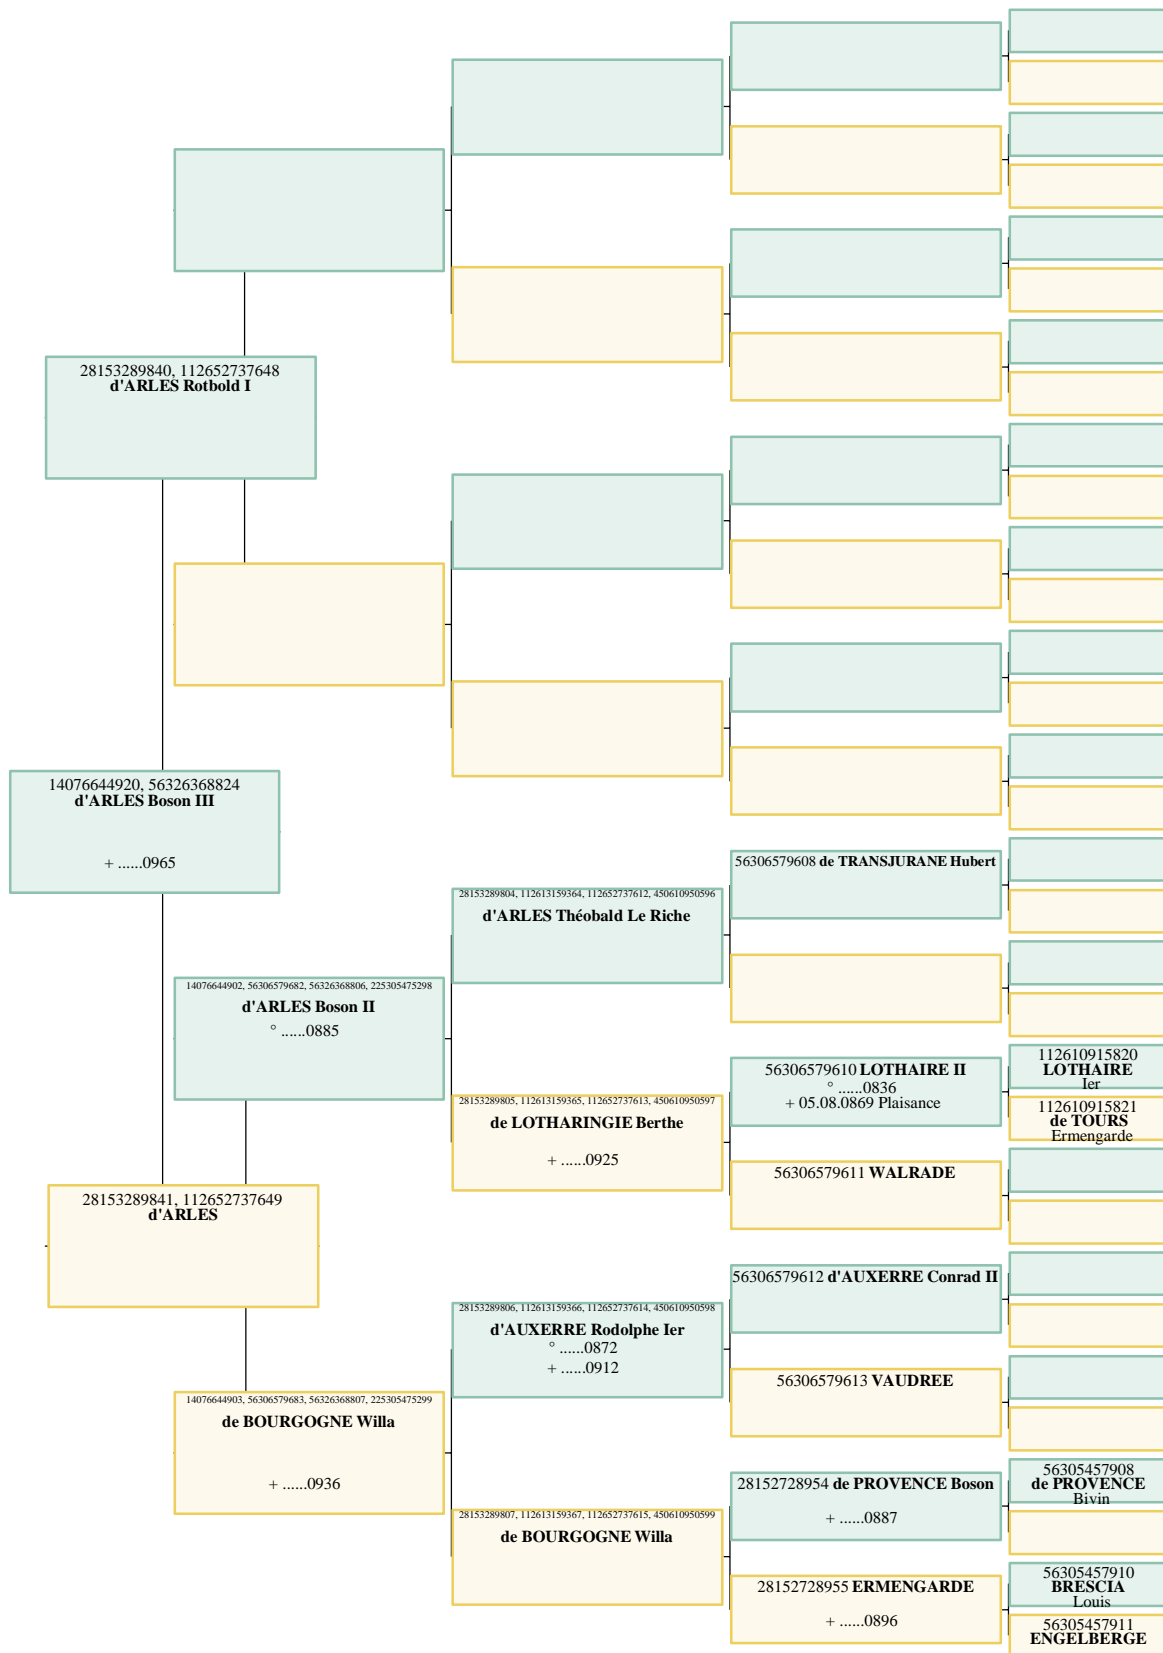 28153289840, 112652737648
d'ARLES Rotbold I
14076644920, 56326368824
d'ARLES Boson III
+ ......0965
28153289841, 112652737649
d'ARLES
14076644902, 56306579682, 56326368806, 225305475298
d'ARLES Boson II
° ......0885
14076644903, 56306579683, 56326368807, 225305475299
de BOURGOGNE Willa
+ ......0936
28153289804, 112613159364, 112652737612, 450610950596
d'ARLES Théobald Le Riche
28153289805, 112613159365, 112652737613, 450610950597
de LOTHARINGIE Berthe
+ ......0925
28153289806, 112613159366, 112652737614, 450610950598
d'AUXERRE Rodolphe Ier
° ......0872
+ ......0912
28153289807, 112613159367, 112652737615, 450610950599
de BOURGOGNE Willa
56306579608 de TRANSJURANE Hubert
56306579610 LOTHAIRE II
° ......0836
+ 05.08.0869 Plaisance
56306579611 WALRADE
56306579612 d'AUXERRE Conrad II
56306579613 VAUDREE
28152728954 de PROVENCE Boson
+ ......0887
28152728955 ERMENGARDE
+ ......0896
112610915820
LOTHAIRE
Ier
112610915821
de TOURS
Ermengarde
56305457908
de PROVENCE
Bivin
56305457910
BRESCIA
Louis
56305457911
ENGELBERGE